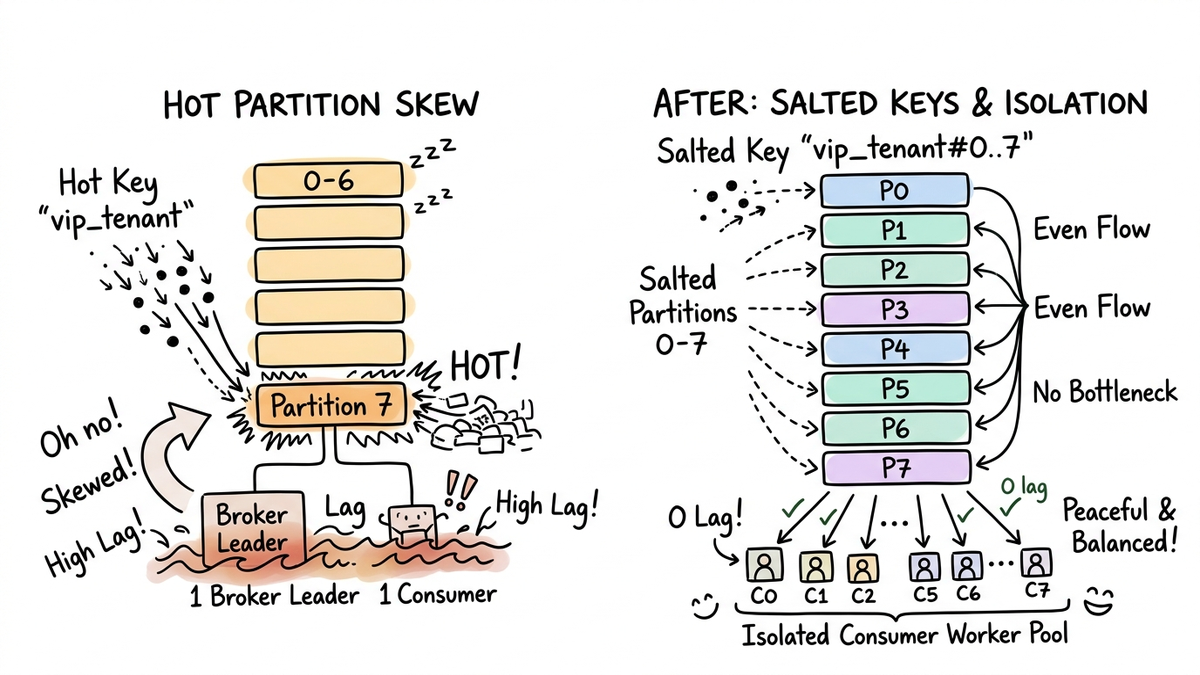 HOT PARTITION SKEW
Hot Key
“vip_tenant”
0-6
zzz
zzz
HOT!
Partition 7
Oh no!
Skewed!
High Lag!
Broker
Leader
Lag
!!
High Lag!
1 Broker Leader
1 Consumer
AFTER: SALTED KEYS & ISOLATION
Salted Key “vip_tenant#0..7”
P0
P1
P2
P3
P4
P5
P6
P7
Salted
Partitions
0-7
Even Flow
Even Flow
No Bottleneck
0 Lag!
0 lag
Peaceful &
Balanced!
...
...
C0 C1 C2 C5 C6 C7
Isolated Consumer Worker Pool